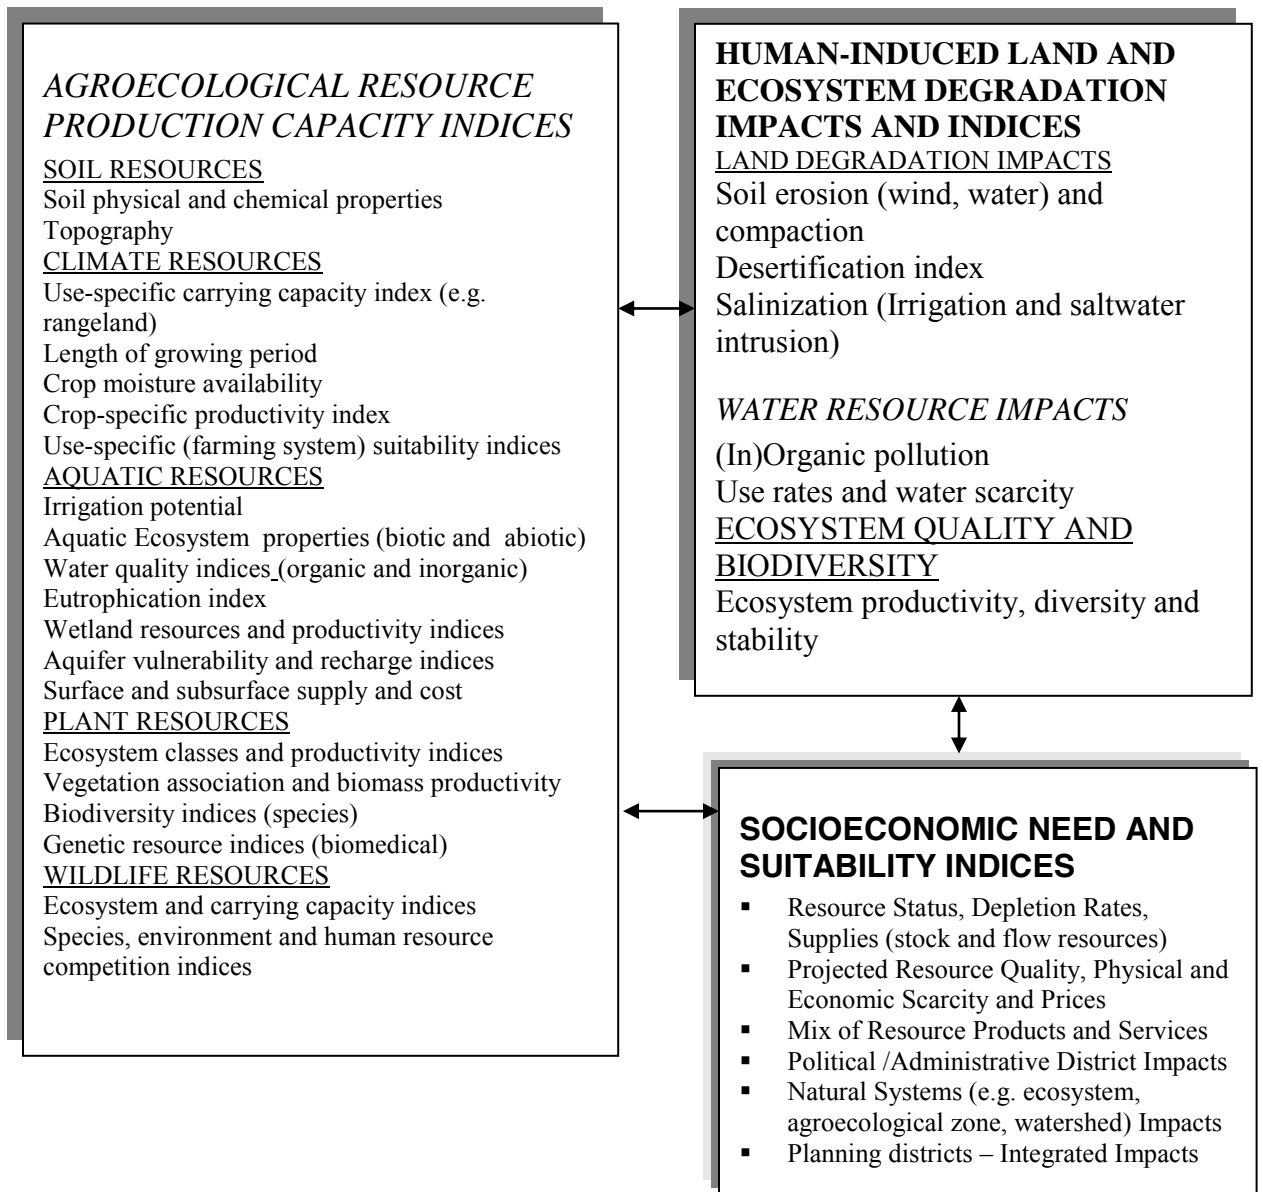 AGROECOLOGICAL RESOURCE
PRODUCTION CAPACITY INDICES
SOIL RESOURCES
Soil physical and chemical properties
Topography
CLIMATE RESOURCES
Use-specific carrying capacity index (e.g.
rangeland)
Length of growing period
Crop moisture availability
Crop-specific productivity index
Use-specific (farming system) suitability indices
AQUATIC RESOURCES
Irrigation potential
Aquatic Ecosystem properties (biotic and abiotic)
Water quality indices (organic and inorganic)
Eutrophication index
Wetland resources and productivity indices
Aquifer vulnerability and recharge indices
Surface and subsurface supply and cost
PLANT RESOURCES
Ecosystem classes and productivity indices
Vegetation association and biomass productivity
Biodiversity indices (species)
Genetic resource indices (biomedical)
WILDLIFE RESOURCES
Ecosystem and carrying capacity indices
Species, environment and human resource
competition indices
HUMAN-INDUCED LAND AND
ECOSYSTEM DEGRADATION
IMPACTS AND INDICES
LAND DEGRADATION IMPACTS
Soil erosion (wind, water) and
compaction
Desertification index
Salinization (Irrigation and saltwater
intrusion)
WATER RESOURCE IMPACTS
(In)Organic pollution
Use rates and water scarcity
ECOSYSTEM QUALITY AND
BIODIVERSITY
Ecosystem productivity, diversity and
stability
SOCIOECONOMIC NEED AND
SUITABILITY INDICES
▪ Resource Status, Depletion Rates,
Supplies (stock and flow resources)
▪ Projected Resource Quality, Physical and
Economic Scarcity and Prices
▪ Mix of Resource Products and Services
▪ Political /Administrative District Impacts
▪ Natural Systems (e.g. ecosystem,
agroecological zone, watershed) Impacts
▪ Planning districts – Integrated Impacts